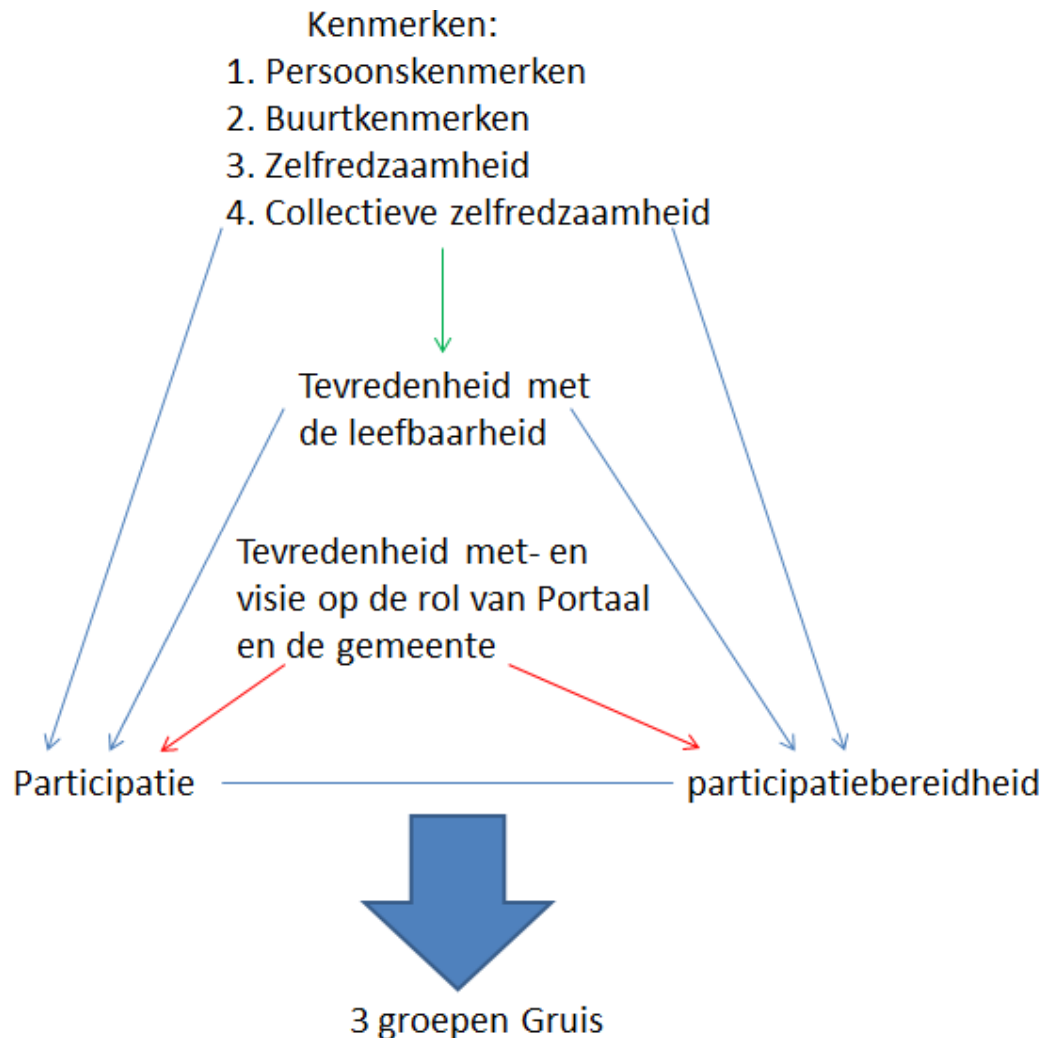 Kenmerken:
1. Persoonskenmerken
2. Buurtkenmerken
3. Zelfredzaamheid
4. Collectieve zelfredzaamheid
Tevredenheid met
de leefbaarheid
Tevredenheid met- en
visie op de rol van Portaal
en de gemeente
Participatie
participatiebereidheid
3 groepen Gruis